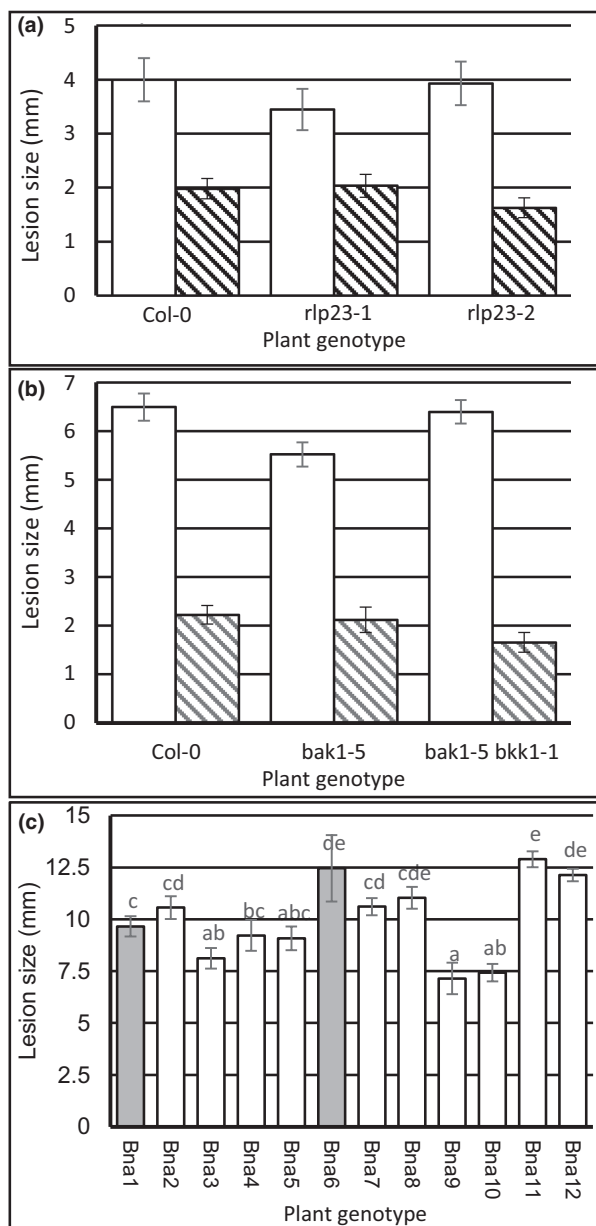 (a)
5
4
3
2
1
0
Lesion size (mm)
Col-0 rlp23-1 rlp23-2
Plant genotype
(b)
7
6
5
4
3
2
1
0
Lesion size (mm)
Col-0 bak1-5 bak1-5 bkk1-1
Plant genotype
(c)
15
12.5
10
7.5
5
2.5
0
Lesion size (mm)
c cd ab bc abc de cd cde a ab e de
Bna1 Bna2 Bna3 Bna4 Bna5 Bna6 Bna7 Bna8 Bna9 Bna10 Bna11 Bna12
Plant genotype